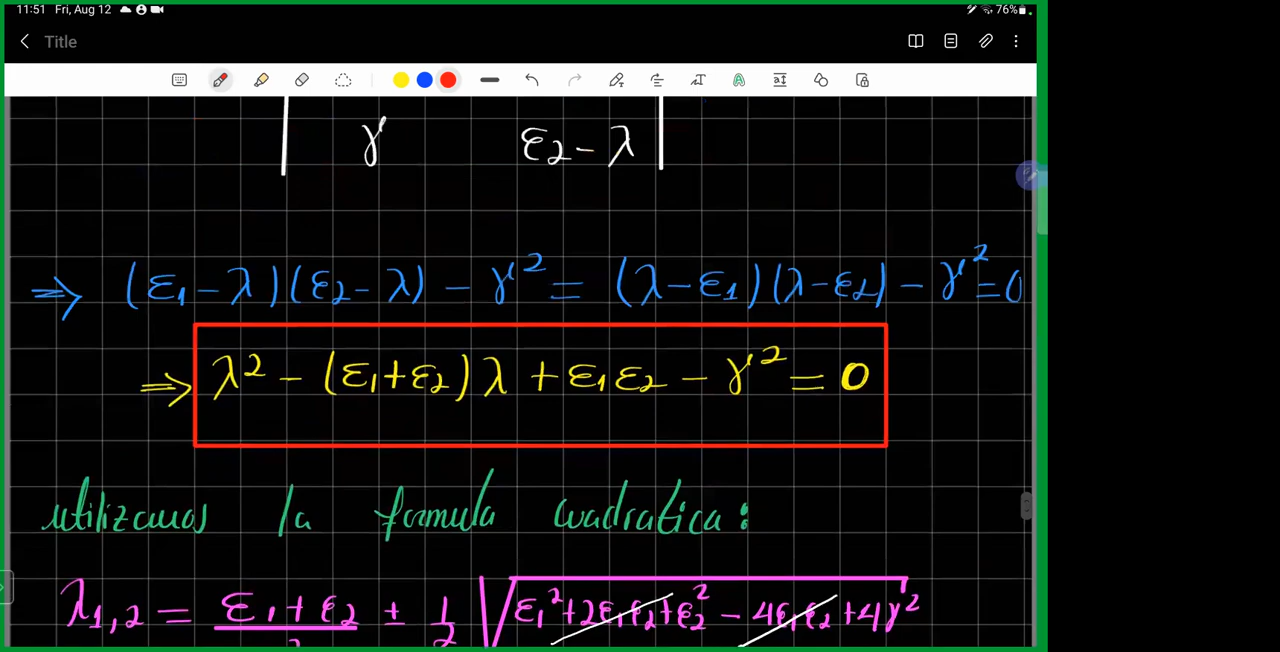 11:51 Fri, Aug 12
76%
Title
γ ε2 - λ
⇒ (ε1 - λ)(ε2 - λ) - γ² = (λ - ε1)(λ - ε2) - γ² = 0
⇒ λ² - (ε1 + ε2) λ + ε1ε2 - γ² = 0
utilizamos la formula cuadratica:
λ1,2 = ε1 + ε2 ± 1/2 √ε1² + 2ε1ε2 + ε2² - 4ε1ε2 + 4γ²